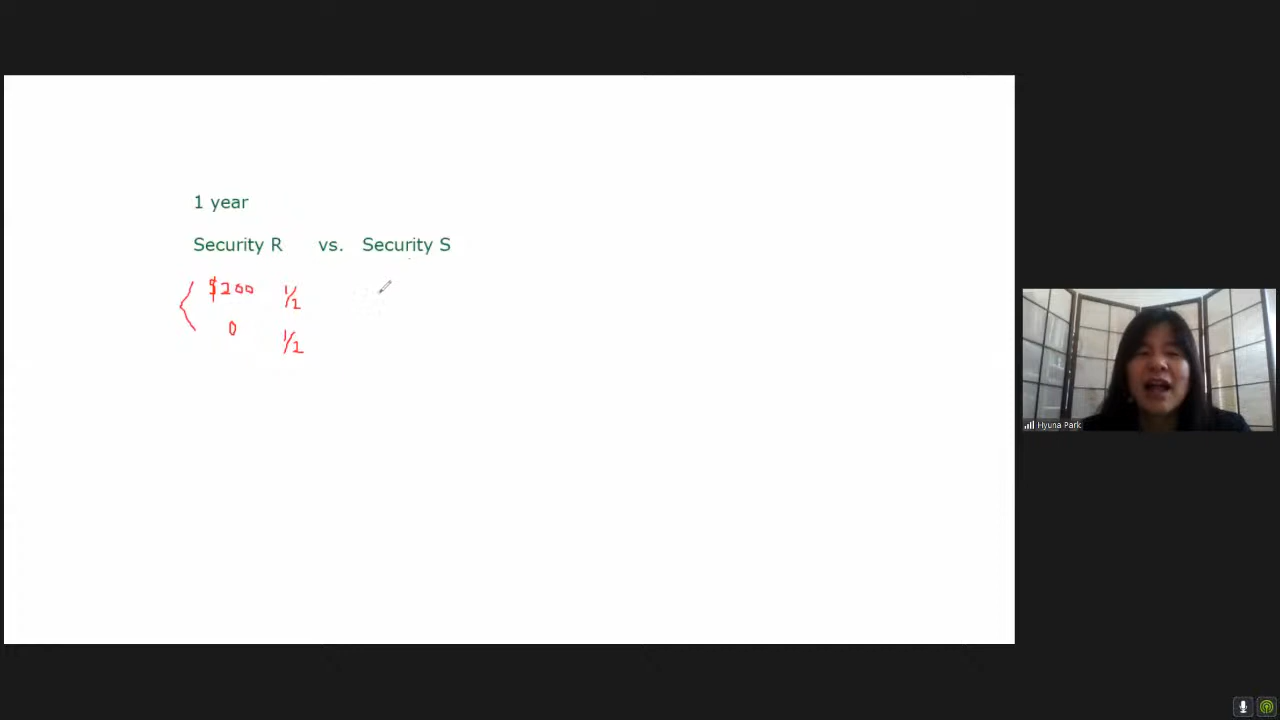 1 year
Security R vs. Security S
$200 1/2
0 1/2
Hyuna Park